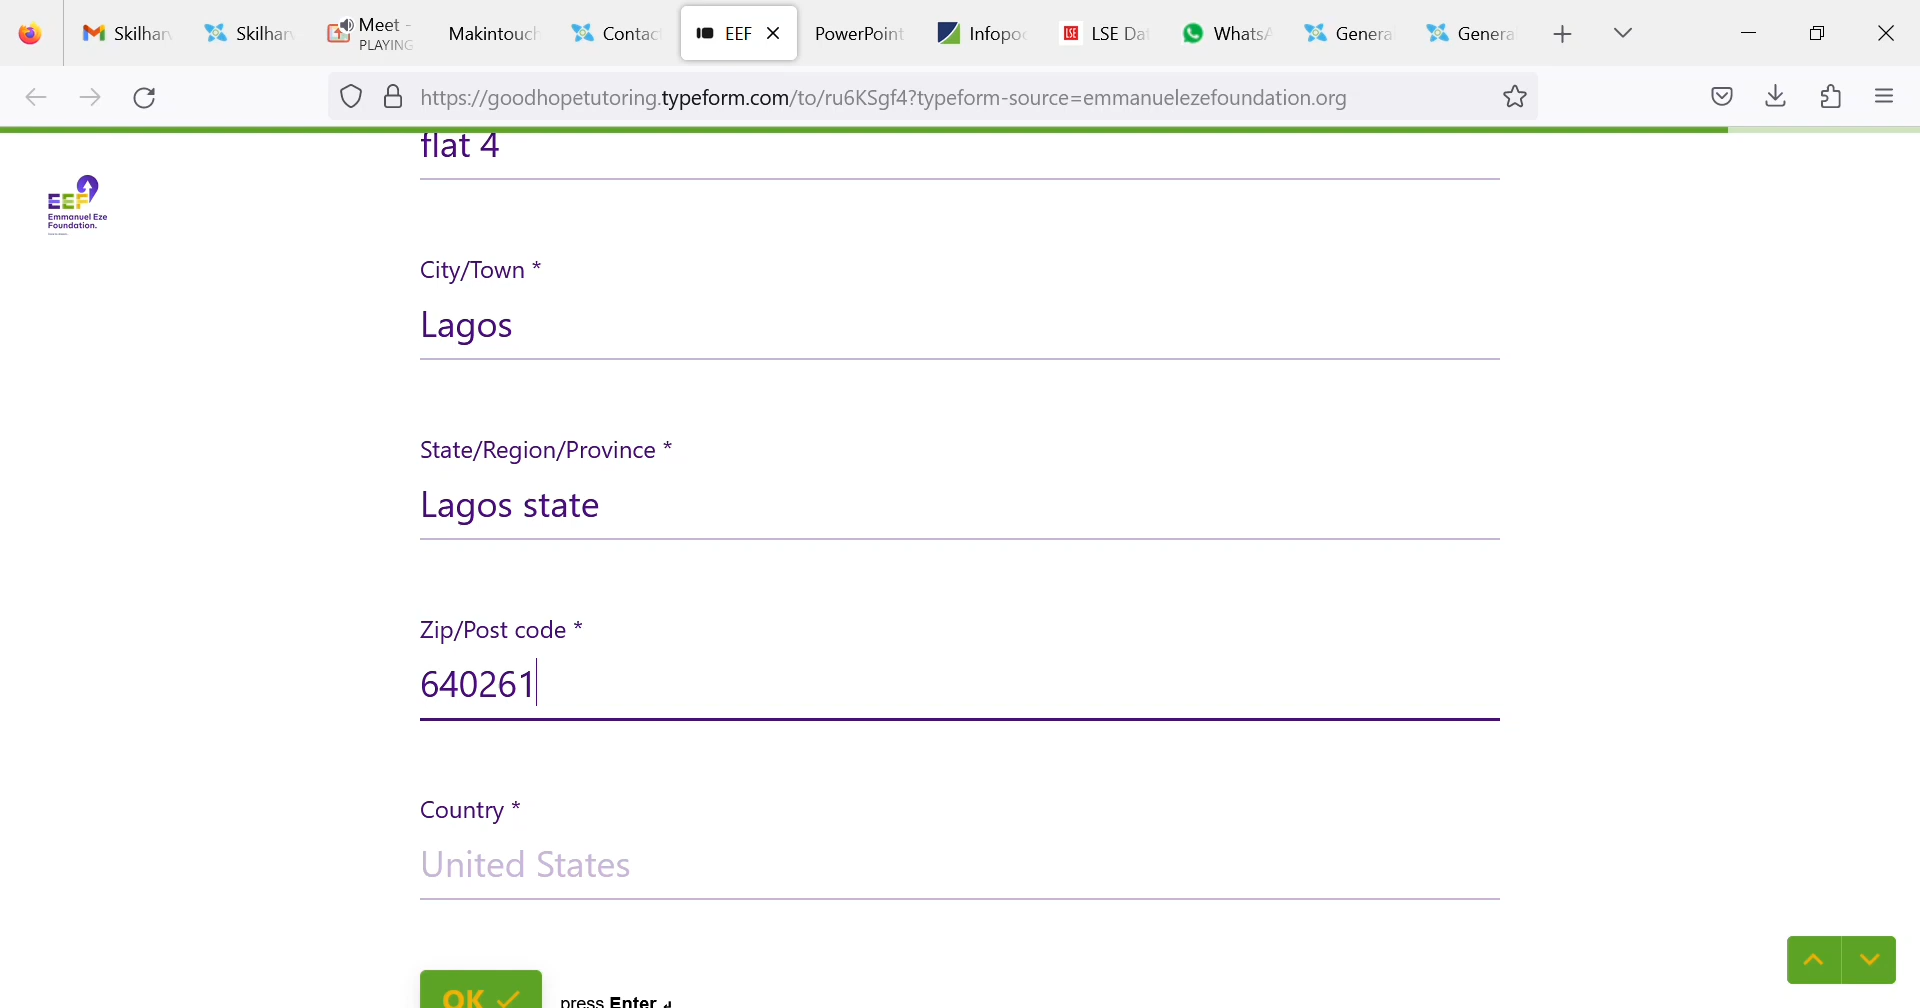 Skilhar
Skilhar
Meet -
PLAYING
Makintouch
Contac
EEF
PowerPoint
Infopo
LSE Da
WhatsA
Genera
Genera
https://goodhopetutoring.typeform.com/to/ru6KSgf4?typeform-source=emmanuelezefoundation.org
flat 4
EEF
Emmanuel Eze
Foundation.
City/Town *
Lagos
State/Region/Province *
Lagos state
Zip/Post code *
640261
Country *
United States
OK
press Enter ↵